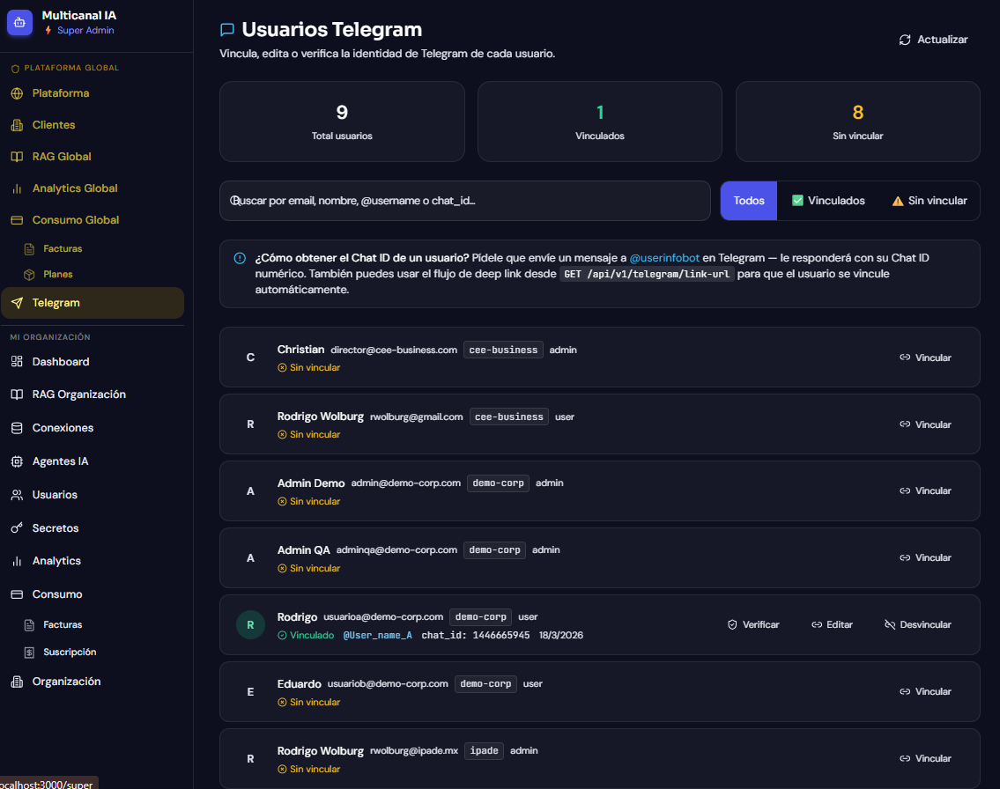 Multicanal IA
Super Admin
PLATAFORMA GLOBAL
Plataforma
Clientes
RAG Global
Analytics Global
Consumo Global
Facturas
Planes
Telegram
MI ORGANIZACIÓN
Dashboard
RAG Organización
Conexiones
Agentes IA
Usuarios
Secretos
Analytics
Consumo
Facturas
Suscripción
Organización
ocalhost:3000/super
Usuarios Telegram
Vincula, edita o verifica la identidad de Telegram de cada usuario.
Actualizar
9
Total usuarios
1
Vinculados
8
Sin vincular
Buscar por email, nombre, @username o chat_id...
Todos
Vinculados
Sin vincular
¿Cómo obtener el Chat ID de un usuario? Pídele que envíe un mensaje a @userinfobot en Telegram — le responderá con su Chat ID
numérico. También puedes usar el flujo de deep link desde GET /api/v1/telegram/link-url para que el usuario se vincule
automáticamente.
C Christian director@cee-business.com cee-business admin
Sin vincular
Vincular
R Rodrigo Wolburg rwolburg@gmail.com cee-business user
Sin vincular
Vincular
A Admin Demo admin@demo-corp.com demo-corp admin
Sin vincular
Vincular
A Admin QA adminqa@demo-corp.com demo-corp admin
Sin vincular
Vincular
R Rodrigo usuarioa@demo-corp.com demo-corp user
Vinculado @User_name_A chat_id: 1446665945 18/3/2026
Verificar Editar Desvincular
E Eduardo usuariob@demo-corp.com demo-corp user
Sin vincular
Vincular
R Rodrigo Wolburg rwolburg@ipade.mx ipade admin
Sin vincular
Vincular